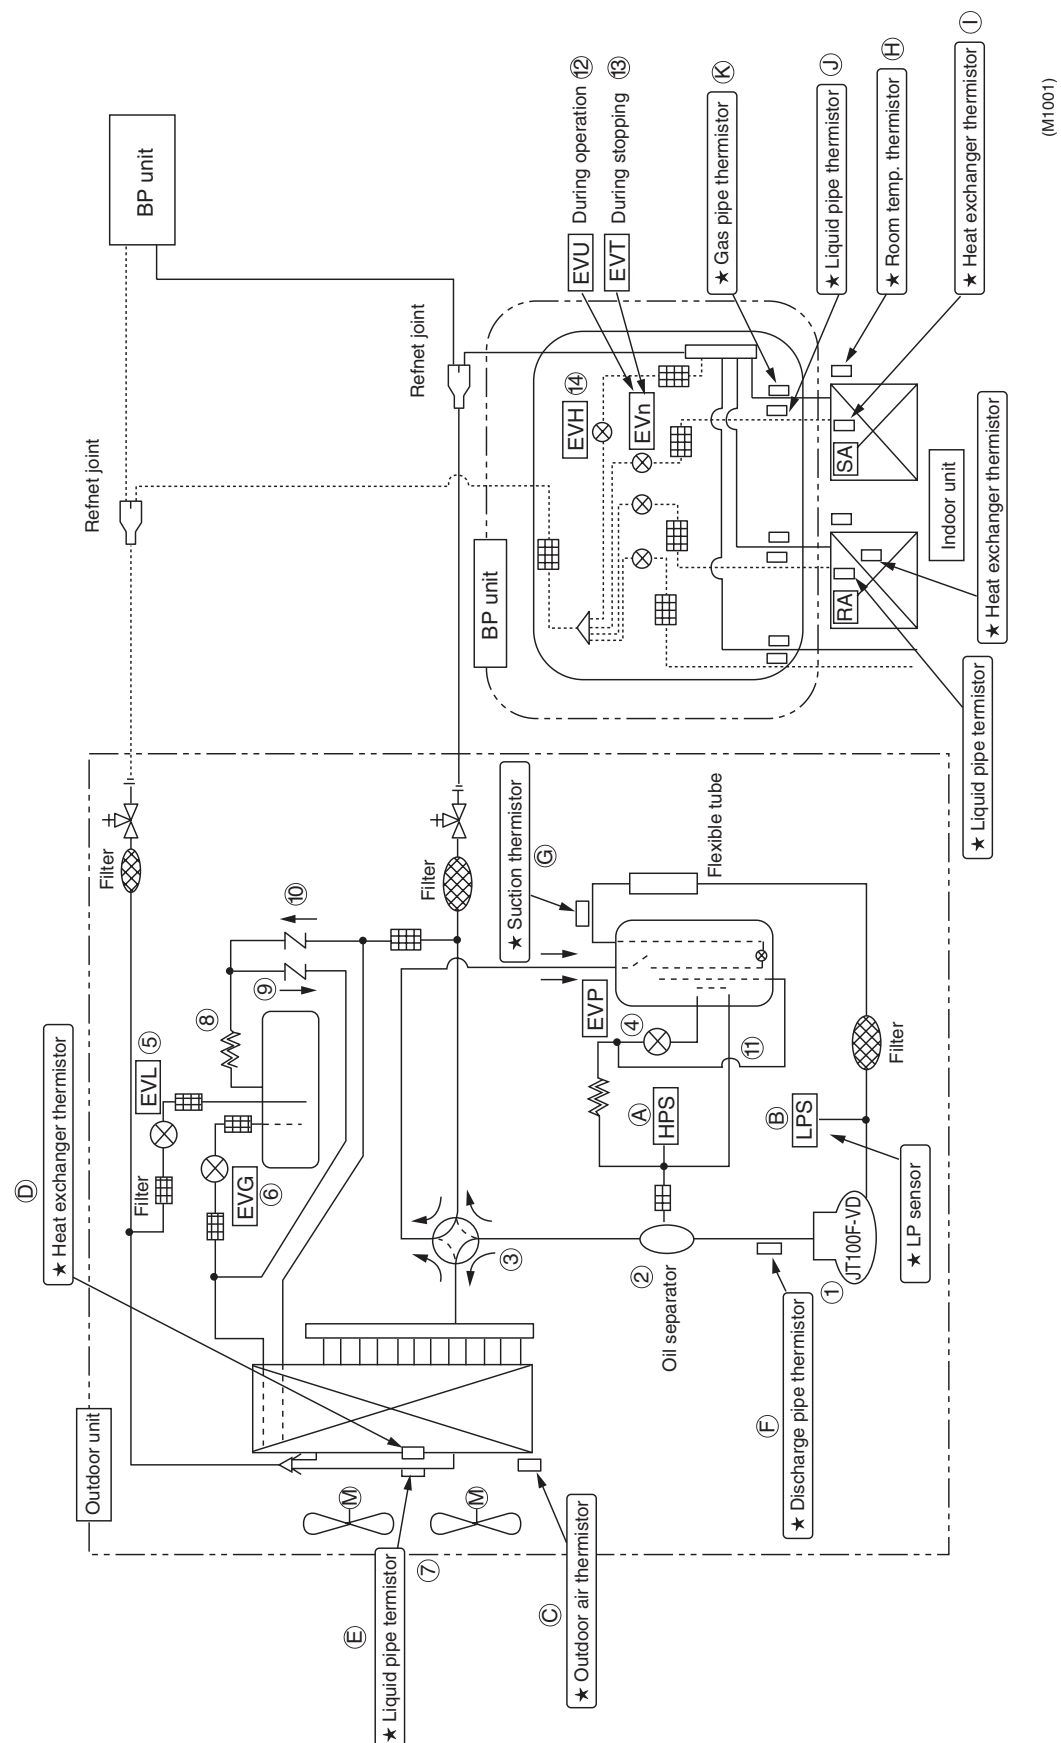 Ⓓ
★ Heat exchanger thermistor
Outdoor unit
Refnet joint
Filter
BP unit
Filter
EVL ⑤
⑧
EVG
⑥
⑨
⑩
M
Ⓔ
★ Liquid pipe termistor
⑦
Filter
Refnet joint
M
BP unit
③
★ Suction thermistor
Ⓖ
Ⓒ
★ Outdoor air thermistor
EVP
EVH ⑭
EVU During operation ⑫
EVT During stopping ⑬
②
Oil separator
④
Ⓐ
HPS
EVn
Flexible tube
★ Gas pipe thermistor Ⓚ
⑪
Ⓕ
★ Discharge pipe thermistor
Ⓑ
LPS
①
JT100F-VD
Filter
RA
SA
★ Liquid pipe thermistor Ⓙ
★ Room temp. thermistor Ⓗ
★ LP sensor
Indoor unit
★ Heat exchanger thermistor Ⓘ
★ Liquid pipe termistor
★ Heat exchanger thermistor
(M1001)